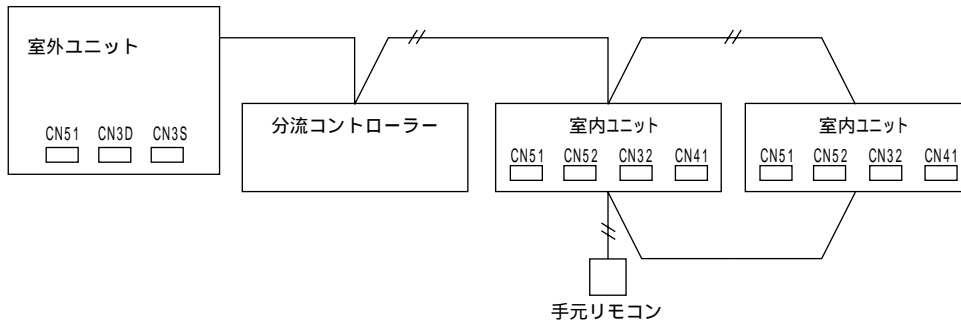 室外ユニット
CN51 CN3D CN3S
分流コントローラー
室内ユニット
CN51 CN52 CN32 CN41
室内ユニット
CN51 CN52 CN32 CN41
手元リモコン